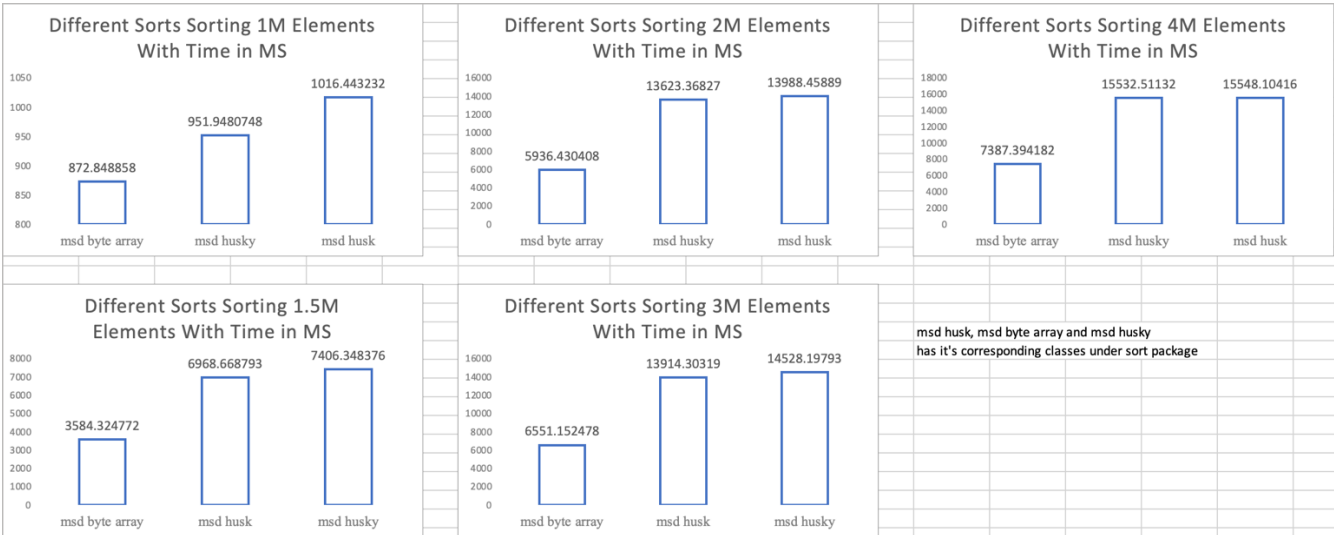 Different Sorts Sorting 1M Elements
With Time in MS
1050
1000
950
900
850
800
872.848858
951.9480748
1016.443232
msd byte array
msd husky
msd husk
Different Sorts Sorting 2M Elements
With Time in MS
16000
14000
12000
10000
8000
6000
4000
2000
0
5936.430408
13623.36827
13988.45889
msd byte array
msd husky
msd husk
Different Sorts Sorting 4M Elements
With Time in MS
18000
16000
14000
12000
10000
8000
6000
4000
2000
0
7387.394182
15532.51132
15548.10416
msd byte array
msd husky
msd husk
Different Sorts Sorting 1.5M
Elements With Time in MS
8000
7000
6000
5000
4000
3000
2000
1000
0
3584.324772
6968.668793
7406.348376
msd byte array
msd husk
msd husky
Different Sorts Sorting 3M Elements
With Time in MS
16000
14000
12000
10000
8000
6000
4000
2000
0
6551.152478
13914.30319
14528.19793
msd byte array
msd husk
msd husky
msd husk, msd byte array and msd husky
has it's corresponding classes under sort package